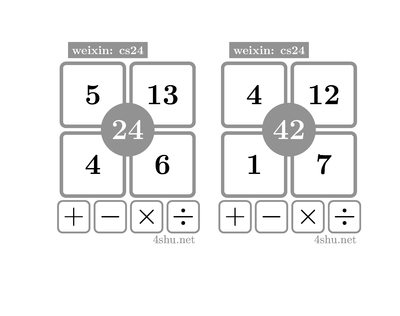 weixin: cs24
5 13
24
4 6
+ − × ÷
4shu.net
weixin: cs24
4 12
42
1 7
+ − × ÷
4shu.net